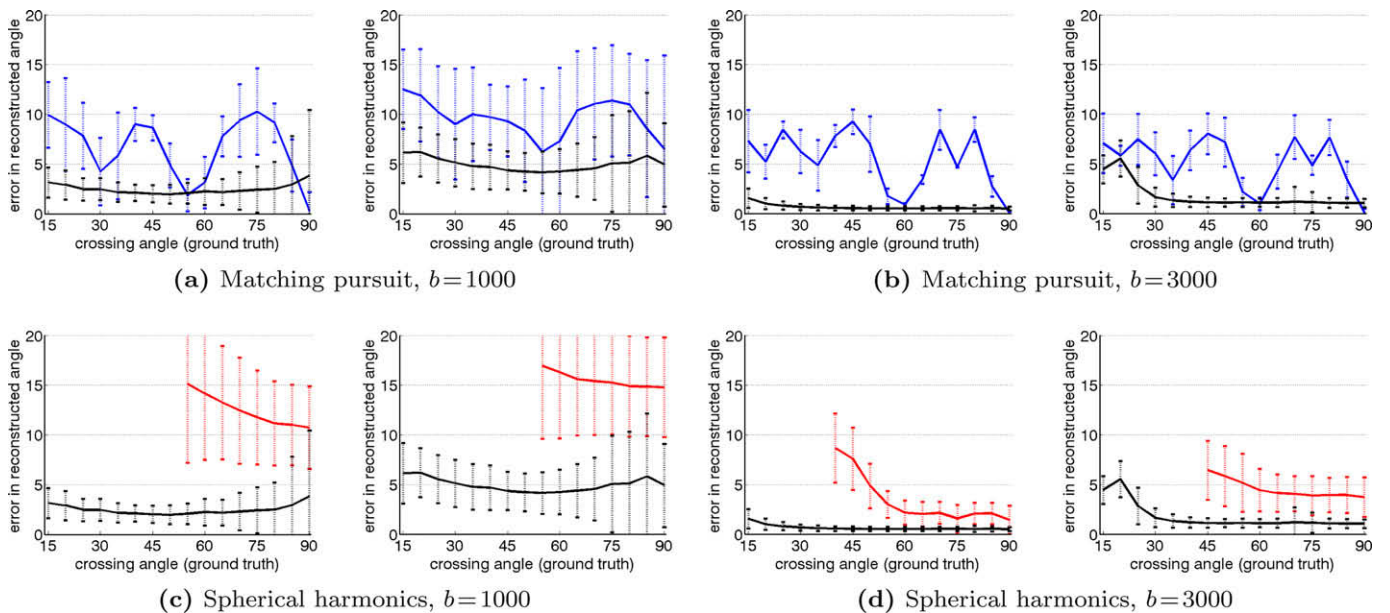 error in reconstructed angle
20
15
10
5
0
15 30 45 60 75 90
crossing angle (ground truth)
error in reconstructed angle
20
15
10
5
0
15 30 45 60 75 90
crossing angle (ground truth)
(a) Matching pursuit, b=1000
error in reconstructed angle
20
15
10
5
0
15 30 45 60 75 90
crossing angle (ground truth)
error in reconstructed angle
20
15
10
5
0
15 30 45 60 75 90
crossing angle (ground truth)
(b) Matching pursuit, b=3000
error in reconstructed angle
20
15
10
5
0
15 30 45 60 75 90
crossing angle (ground truth)
error in reconstructed angle
20
15
10
5
0
15 30 45 60 75 90
crossing angle (ground truth)
(c) Spherical harmonics, b=1000
error in reconstructed angle
20
15
10
5
0
15 30 45 60 75 90
crossing angle (ground truth)
error in reconstructed angle
20
15
10
5
0
15 30 45 60 75 90
crossing angle (ground truth)
(d) Spherical harmonics, b=3000